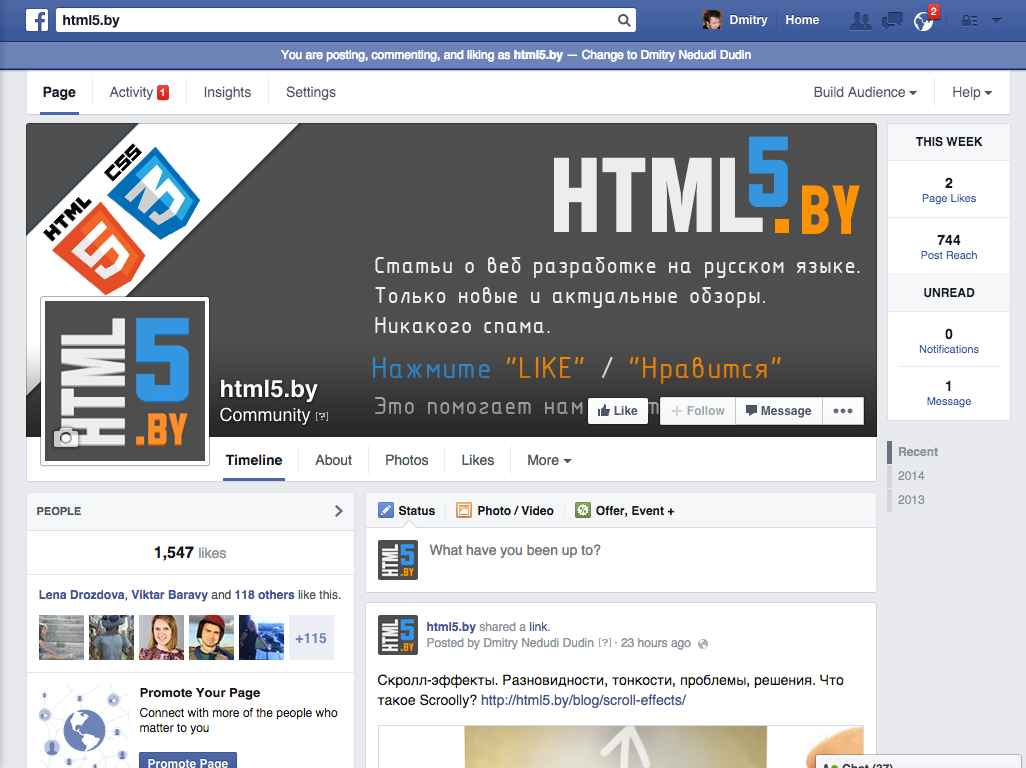 html5.by
Dmitry
Home
2
You are posting, commenting, and liking as html5.by — Change to Dmitry Nedudi Dudin
Page
Activity 1
Insights
Settings
Build Audience
Help
HTML
CSS
HTML5.BY
Статьи о веб разработке на русском языке.
Только новые и актуальные обзоры.
Никакого спама.
Нажмите "LIKE" / "Нравится"
Это помогает нам
HTML5.BY
html5.by
Community [?]
Like
+ Follow
Message
•••
Timeline
About
Photos
Likes
More
THIS WEEK
2
Page Likes
744
Post Reach
UNREAD
0
Notifications
1
Message
Recent
2014
2013
PEOPLE
1,547 likes
Lena Drozdova, Viktar Baravy and 118 others like this.
+115
Promote Your Page
Connect with more of the people who
matter to you
Promote Page
Status
Photo / Video
Offer, Event +
HTML5.BY
What have you been up to?
HTML5.BY
html5.by shared a link.
Posted by Dmitry Nedudi Dudin [?] · 23 hours ago
Скролл-эффекты. Разновидности, тонкости, проблемы, решения. Что
такое Scroolly? http://html5.by/blog/scroll-effects/
Chat (37)